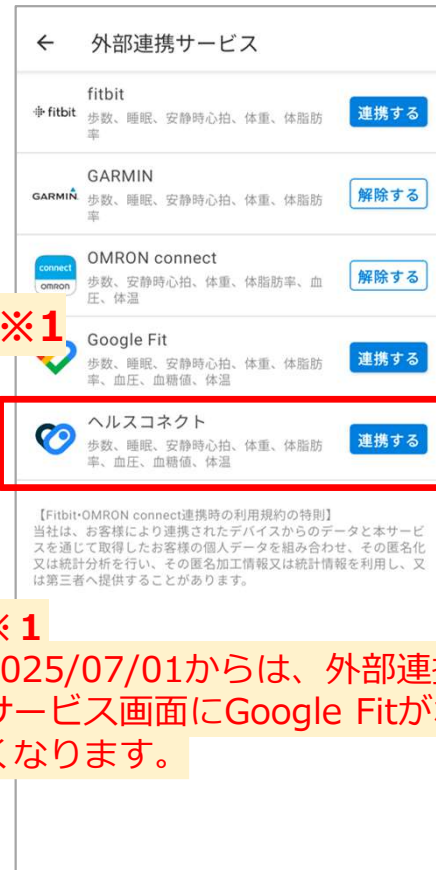 ← 外部連携サービス
fitbit
fitbit
歩数、睡眠、安静時心拍、体重、体脂肪
率
連携する
GARMIN
GARMIN
歩数、睡眠、安静時心拍、体重、体脂肪
率
解除する
OMRON connect
connect
OMRON
歩数、安静時心拍、体重、体脂肪率、血
圧、体温
解除する
※1
Google Fit
歩数、睡眠、安静時心拍、体重、体脂肪
率、血圧、血糖値、体温
連携する
ヘルスコネクト
歩数、睡眠、安静時心拍、体重、体脂肪
率、血圧、血糖値、体温
連携する
【Fitbit・OMRON connect連携時の利用規約の特則】
当社は、お客様により連携されたデバイスからのデータと本サービ
スを通じて取得したお客様の個人データを組み合わせ、その匿名化
又は統計分析を行い、その匿名加工情報又は統計情報を利用し、又
は第三者へ提供することがあります。
※1
025/07/01からは、外部連
サービス画面にGoogle Fitが
くなります。